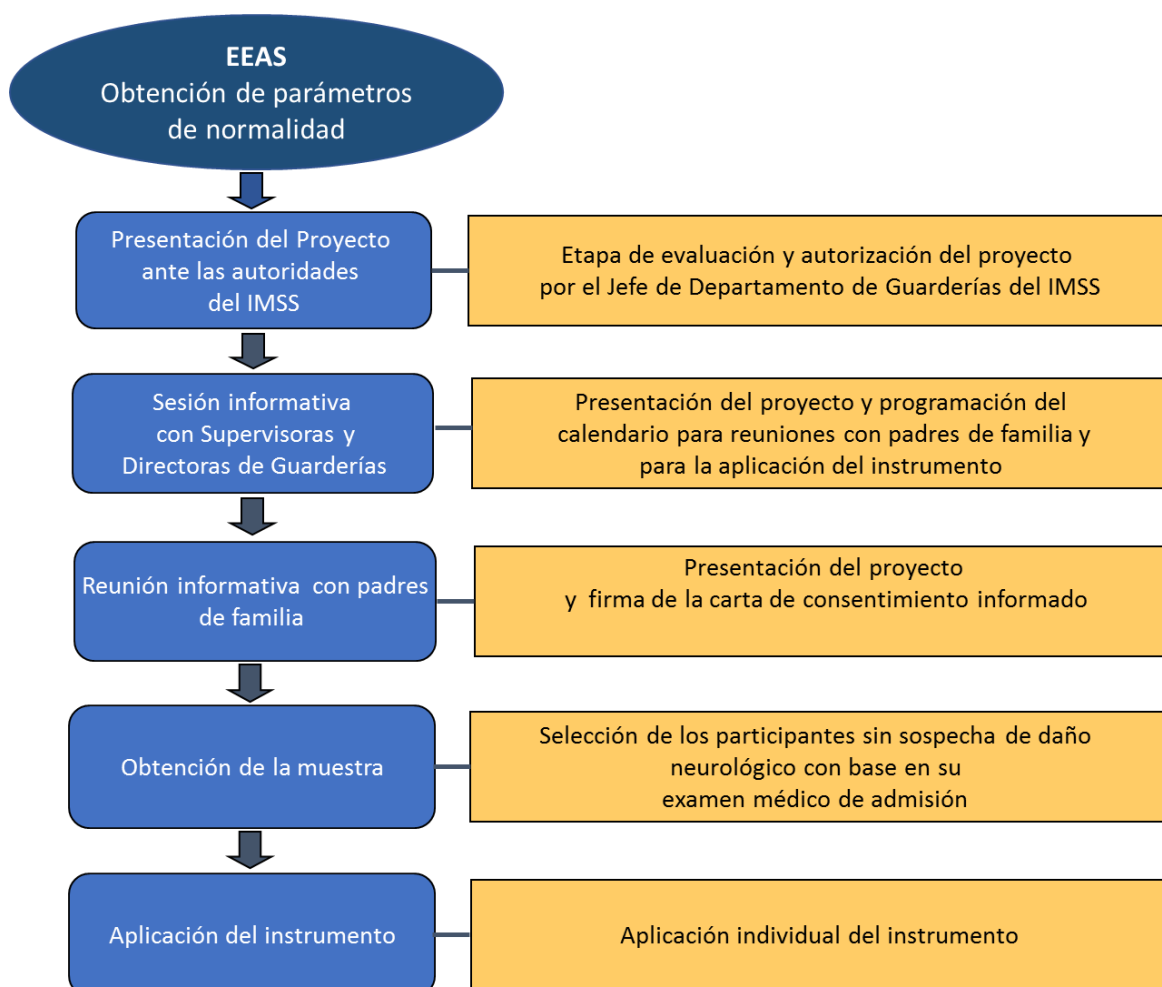 EEAS
Obtención de parámetros
de normalidad
Presentación del Proyecto
ante las autoridades
del IMSS
Etapa de evaluación y autorización del proyecto
por el Jefe de Departamento de Guarderías del IMSS
Sesión informativa
con Supervisoras y
Directoras de Guarderías
Presentación del proyecto y programación del
calendario para reuniones con padres de familia y
para la aplicación del instrumento
Reunión informativa con padres
de familia
Presentación del proyecto
y firma de la carta de consentimiento informado
Obtención de la muestra
Selección de los participantes sin sospecha de daño
neurológico con base en su
examen médico de admisión
Aplicación del instrumento
Aplicación individual del instrumento